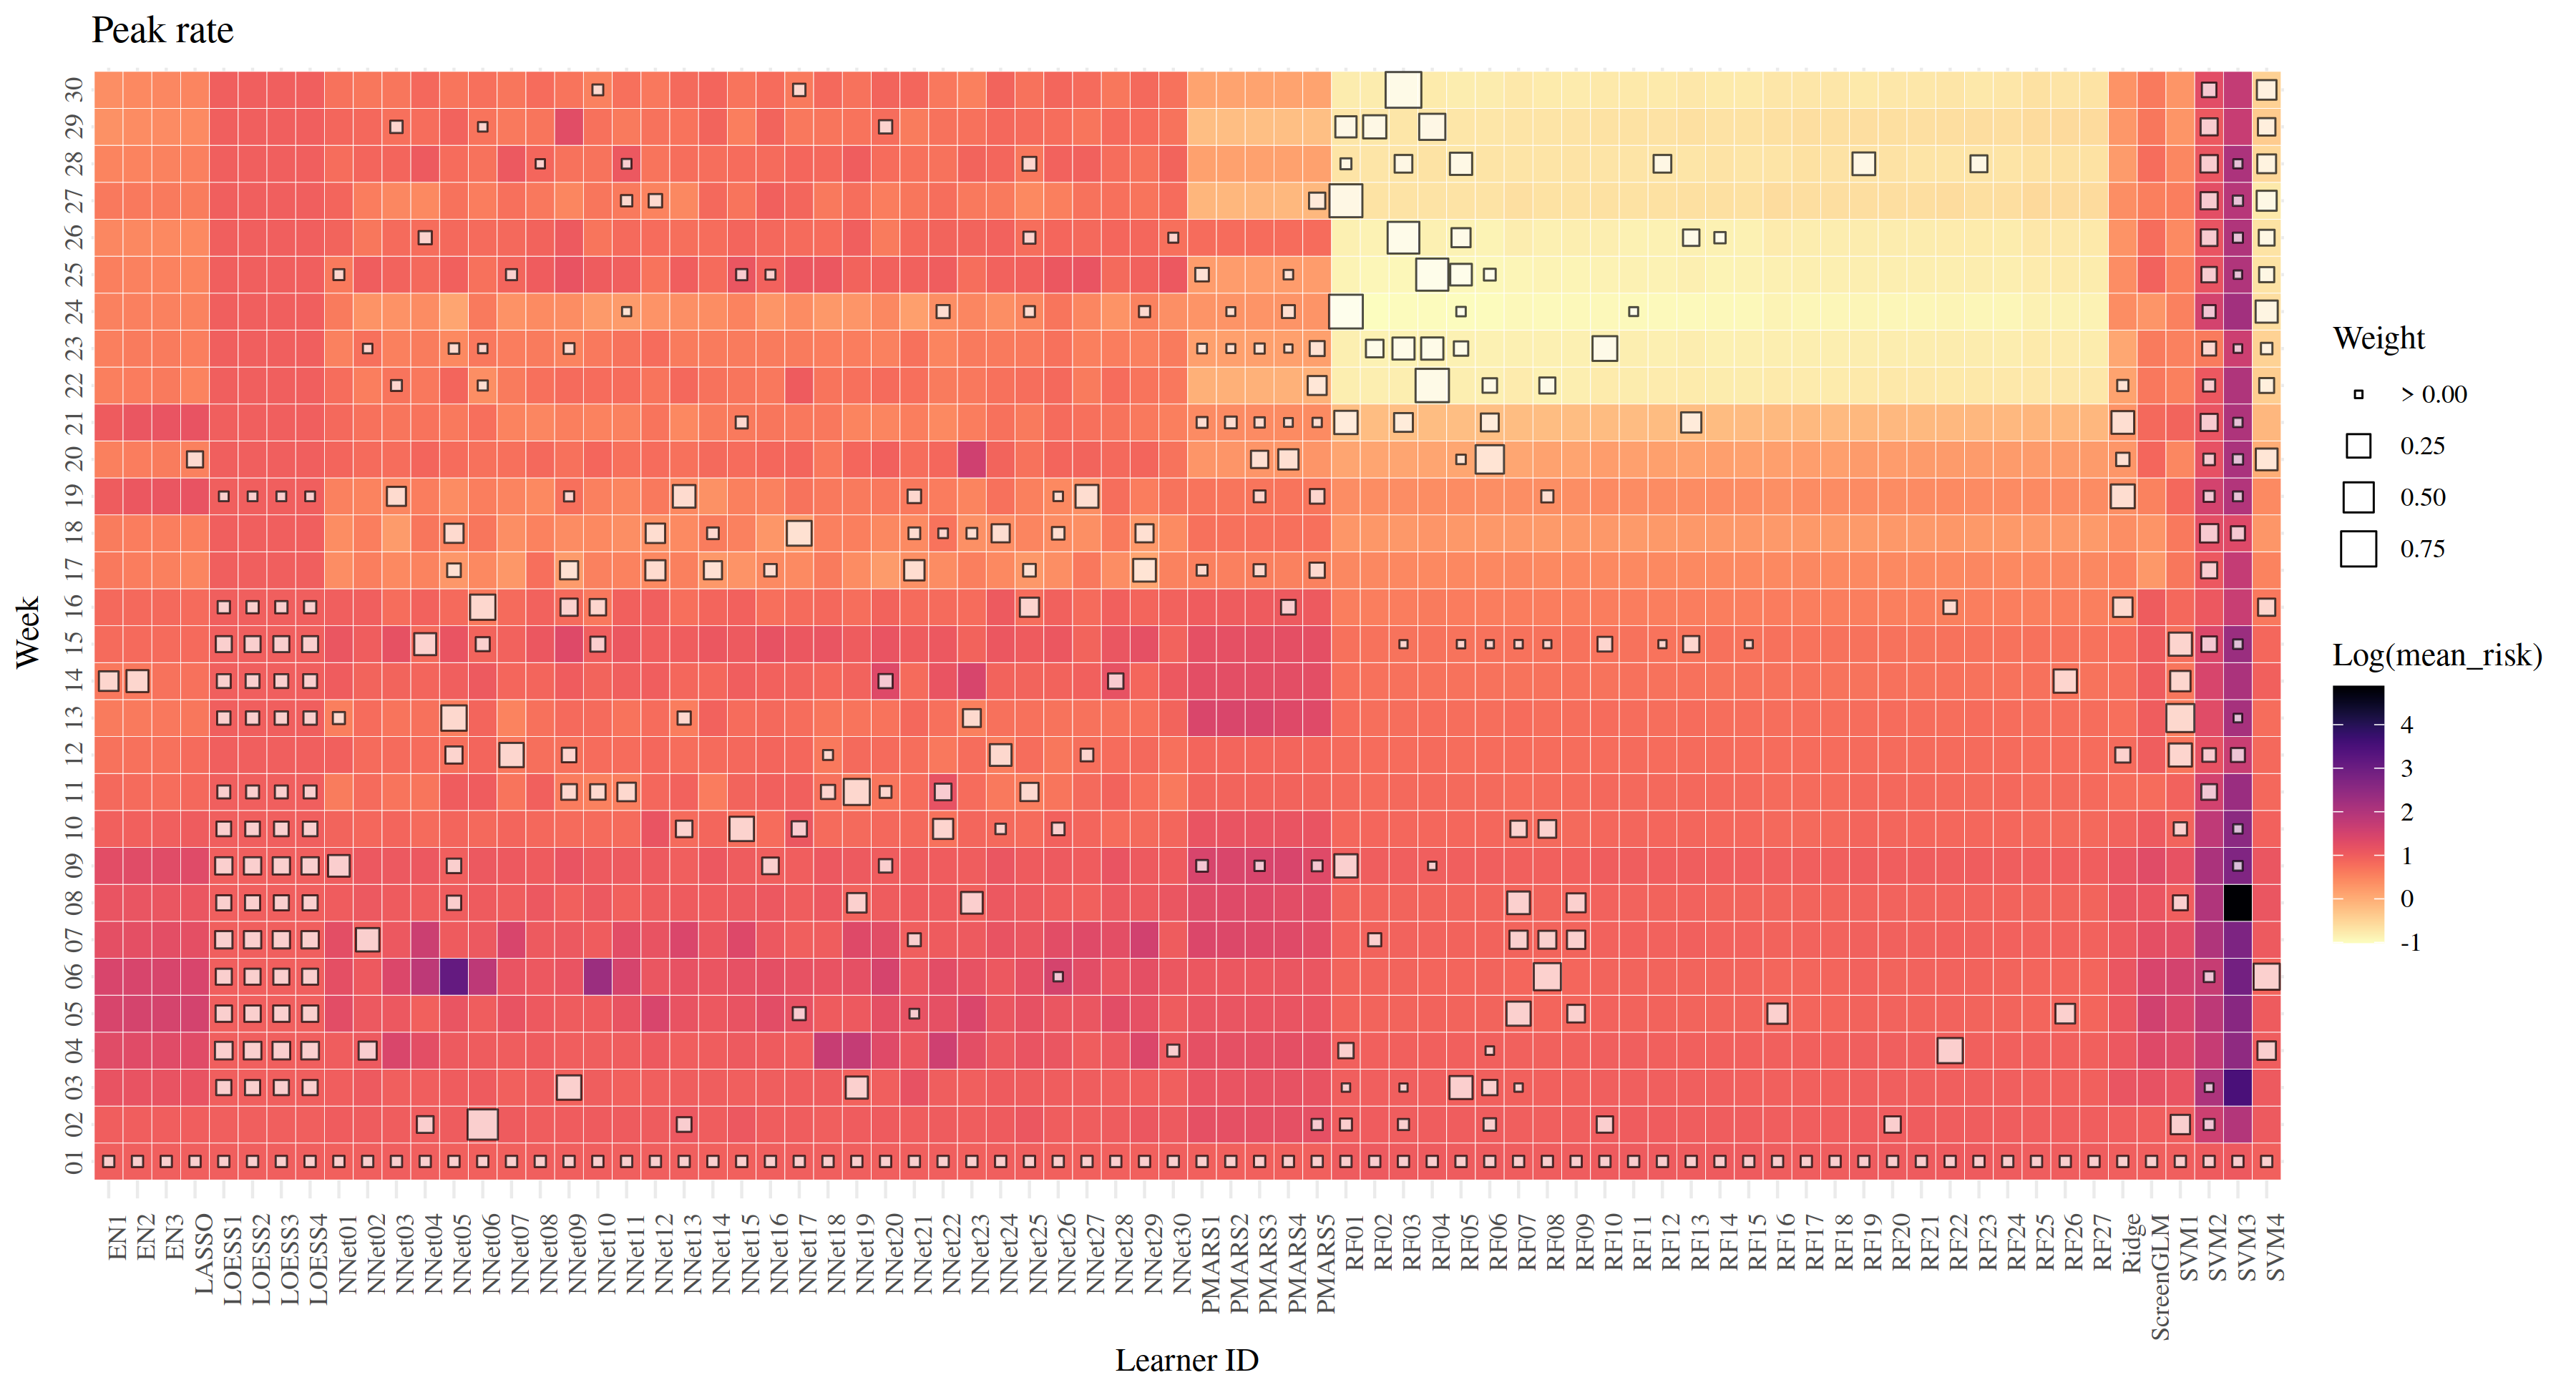 Peak rate
Week
30
29
28
27
26
25
24
23
22
21
20
19
18
17
16
15
14
13
12
11
10
09
08
07
06
05
04
03
02
01
EN1
EN2
EN3
LASSO
LOESS1
LOESS2
LOESS3
LOESS4
NNet01
NNet02
NNet03
NNet04
NNet05
NNet06
NNet07
NNet08
NNet09
NNet10
NNet11
NNet12
NNet13
NNet14
NNet15
NNet16
NNet17
NNet18
NNet19
NNet20
NNet21
NNet22
NNet23
NNet24
NNet25
NNet26
NNet27
NNet28
NNet29
NNet30
PMARS1
PMARS2
PMARS3
PMARS4
PMARS5
RF01
RF02
RF03
RF04
RF05
RF06
RF07
RF08
RF09
RF10
RF11
RF12
RF13
RF14
RF15
RF16
RF17
RF18
RF19
RF20
RF21
RF22
RF23
RF24
RF25
RF26
RF27
Ridge
ScreenGLM
SVM1
SVM2
SVM3
SVM4
Learner ID
Weight
> 0.00
0.25
0.50
0.75
Log(mean_risk)
4
3
2
1
0
-1